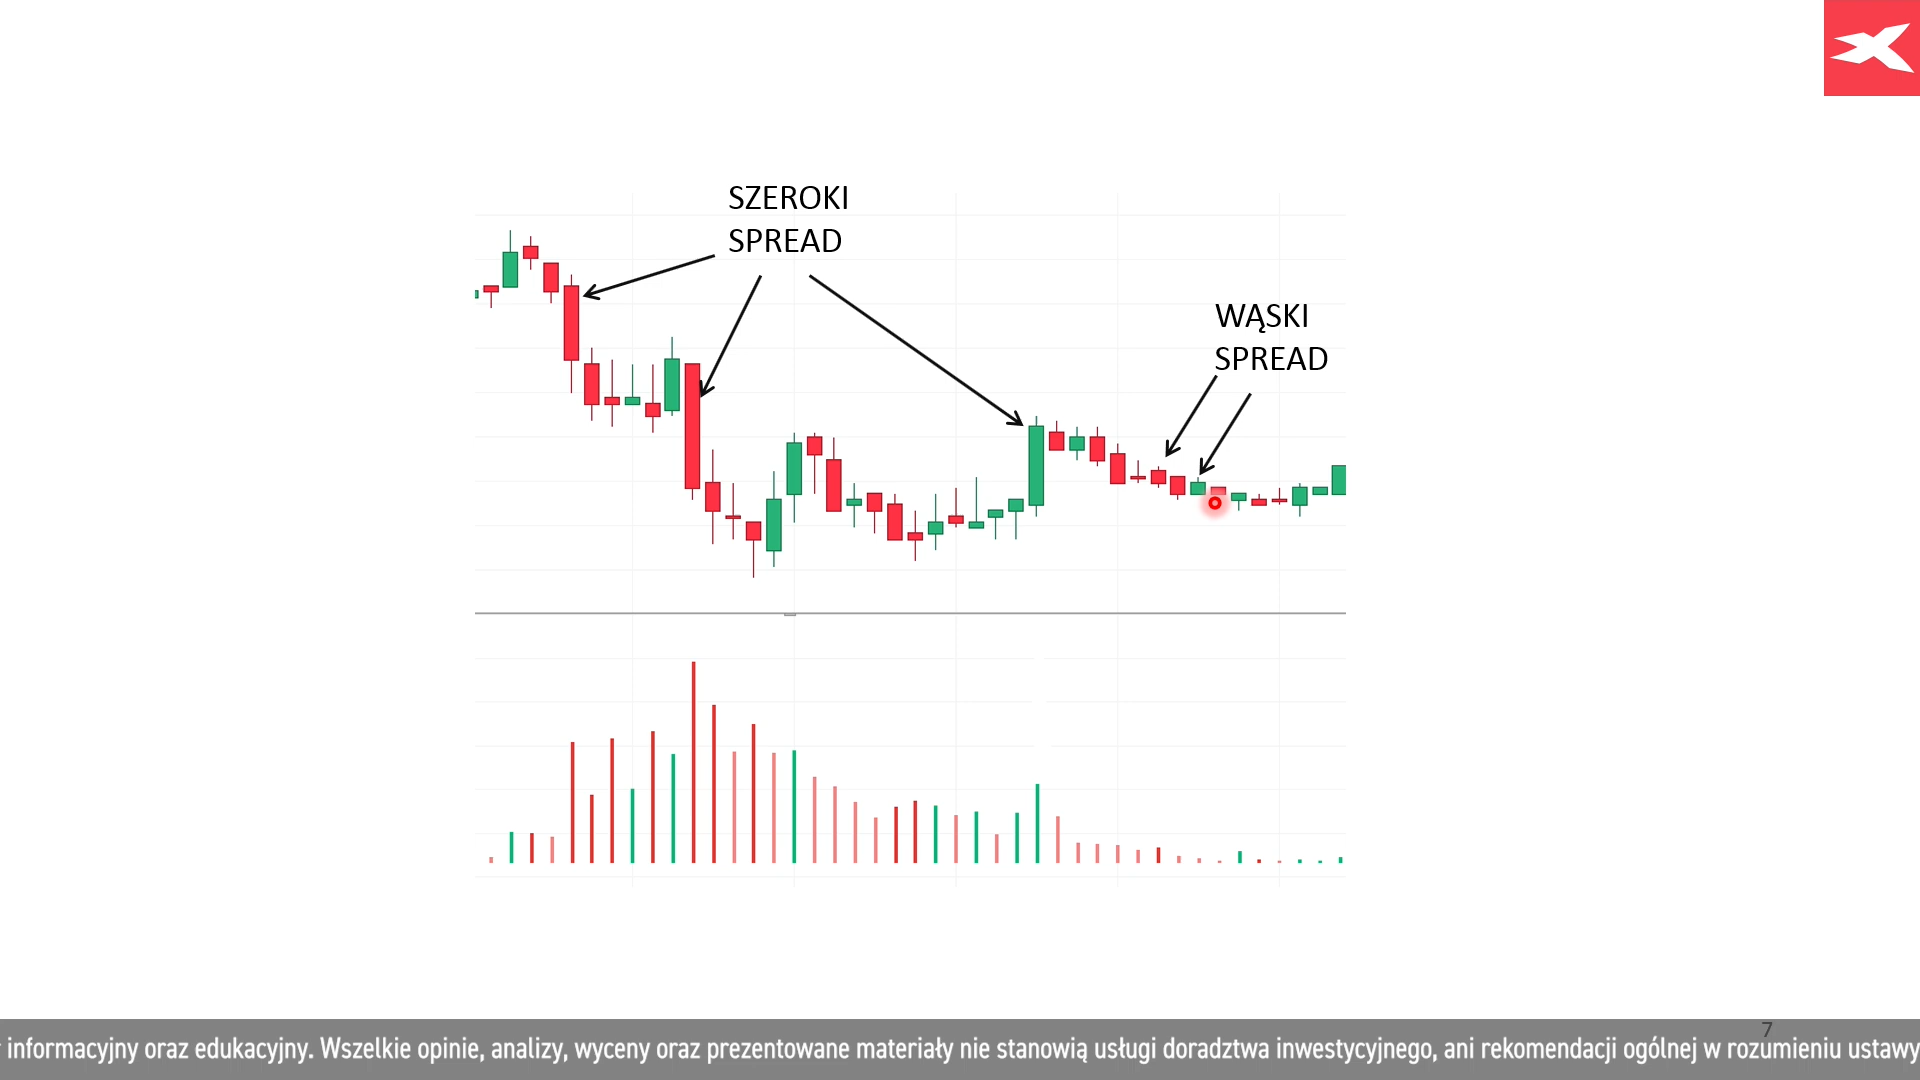 SZEROKI
SPREAD
WĄSKI
SPREAD
7
informacyjny oraz edukacyjny. Wszelkie opinie, analizy, wyceny oraz prezentowane materiały nie stanowią usługi doradztwa inwestycyjnego, ani rekomendacji ogólnej w rozumieniu ustawy